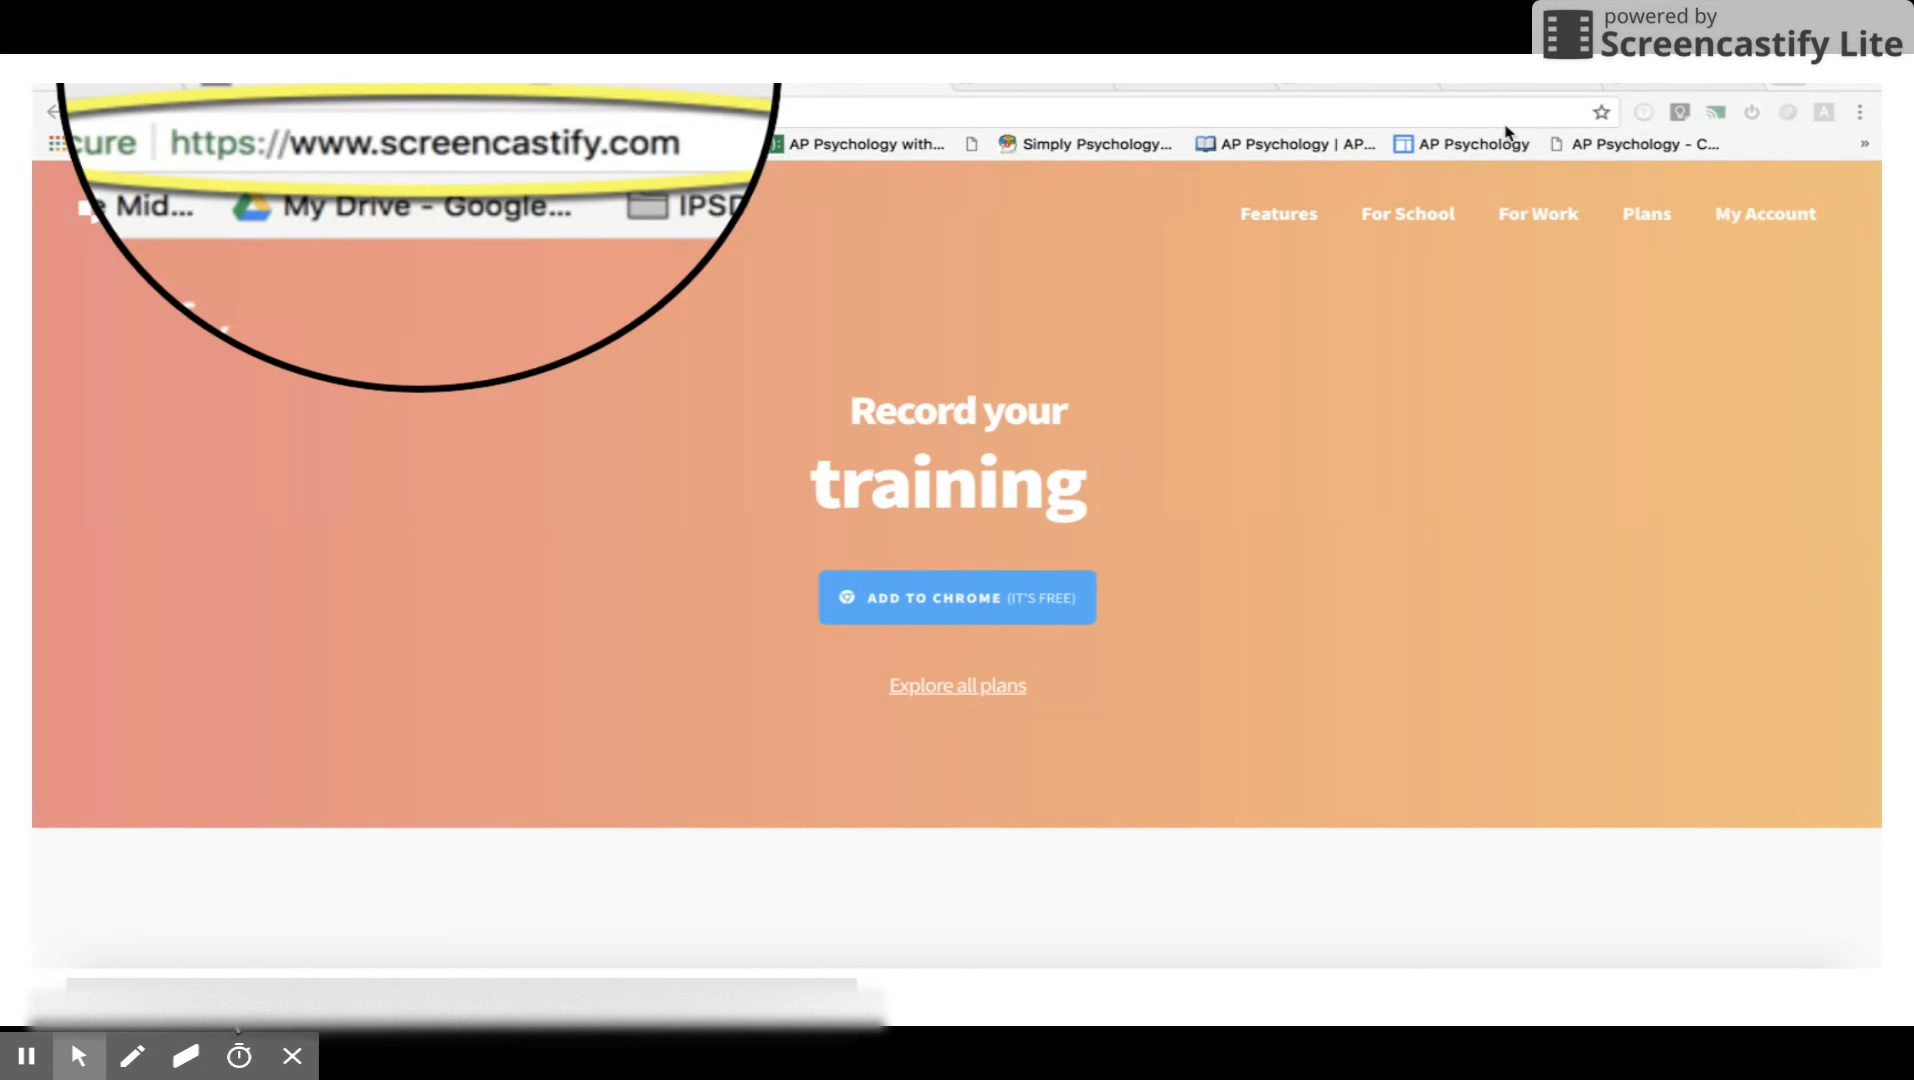 powered by
Screencastify Lite
cure | https://www.screencastify.com
AP Psychology with...
Simply Psychology...
AP Psychology | AP...
AP Psychology
AP Psychology - C...
»
Mid...
My Drive - Google...
IPSD
Features
For School
For Work
Plans
My Account
Record your
training
ADD TO CHROME (IT'S FREE)
Explore all plans